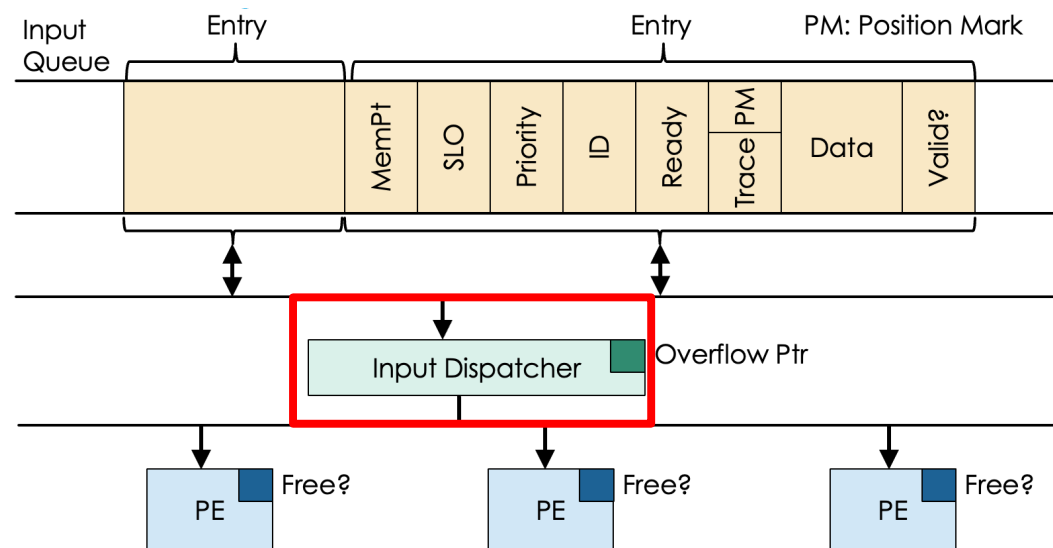 Input
Queue
Entry
Entry
PM: Position Mark
MemPt
SLO
Priority
ID
Ready
PM
Trace
Data
Valid?
Input Dispatcher
Overflow Ptr
PE
Free?
PE
Free?
PE
Free?